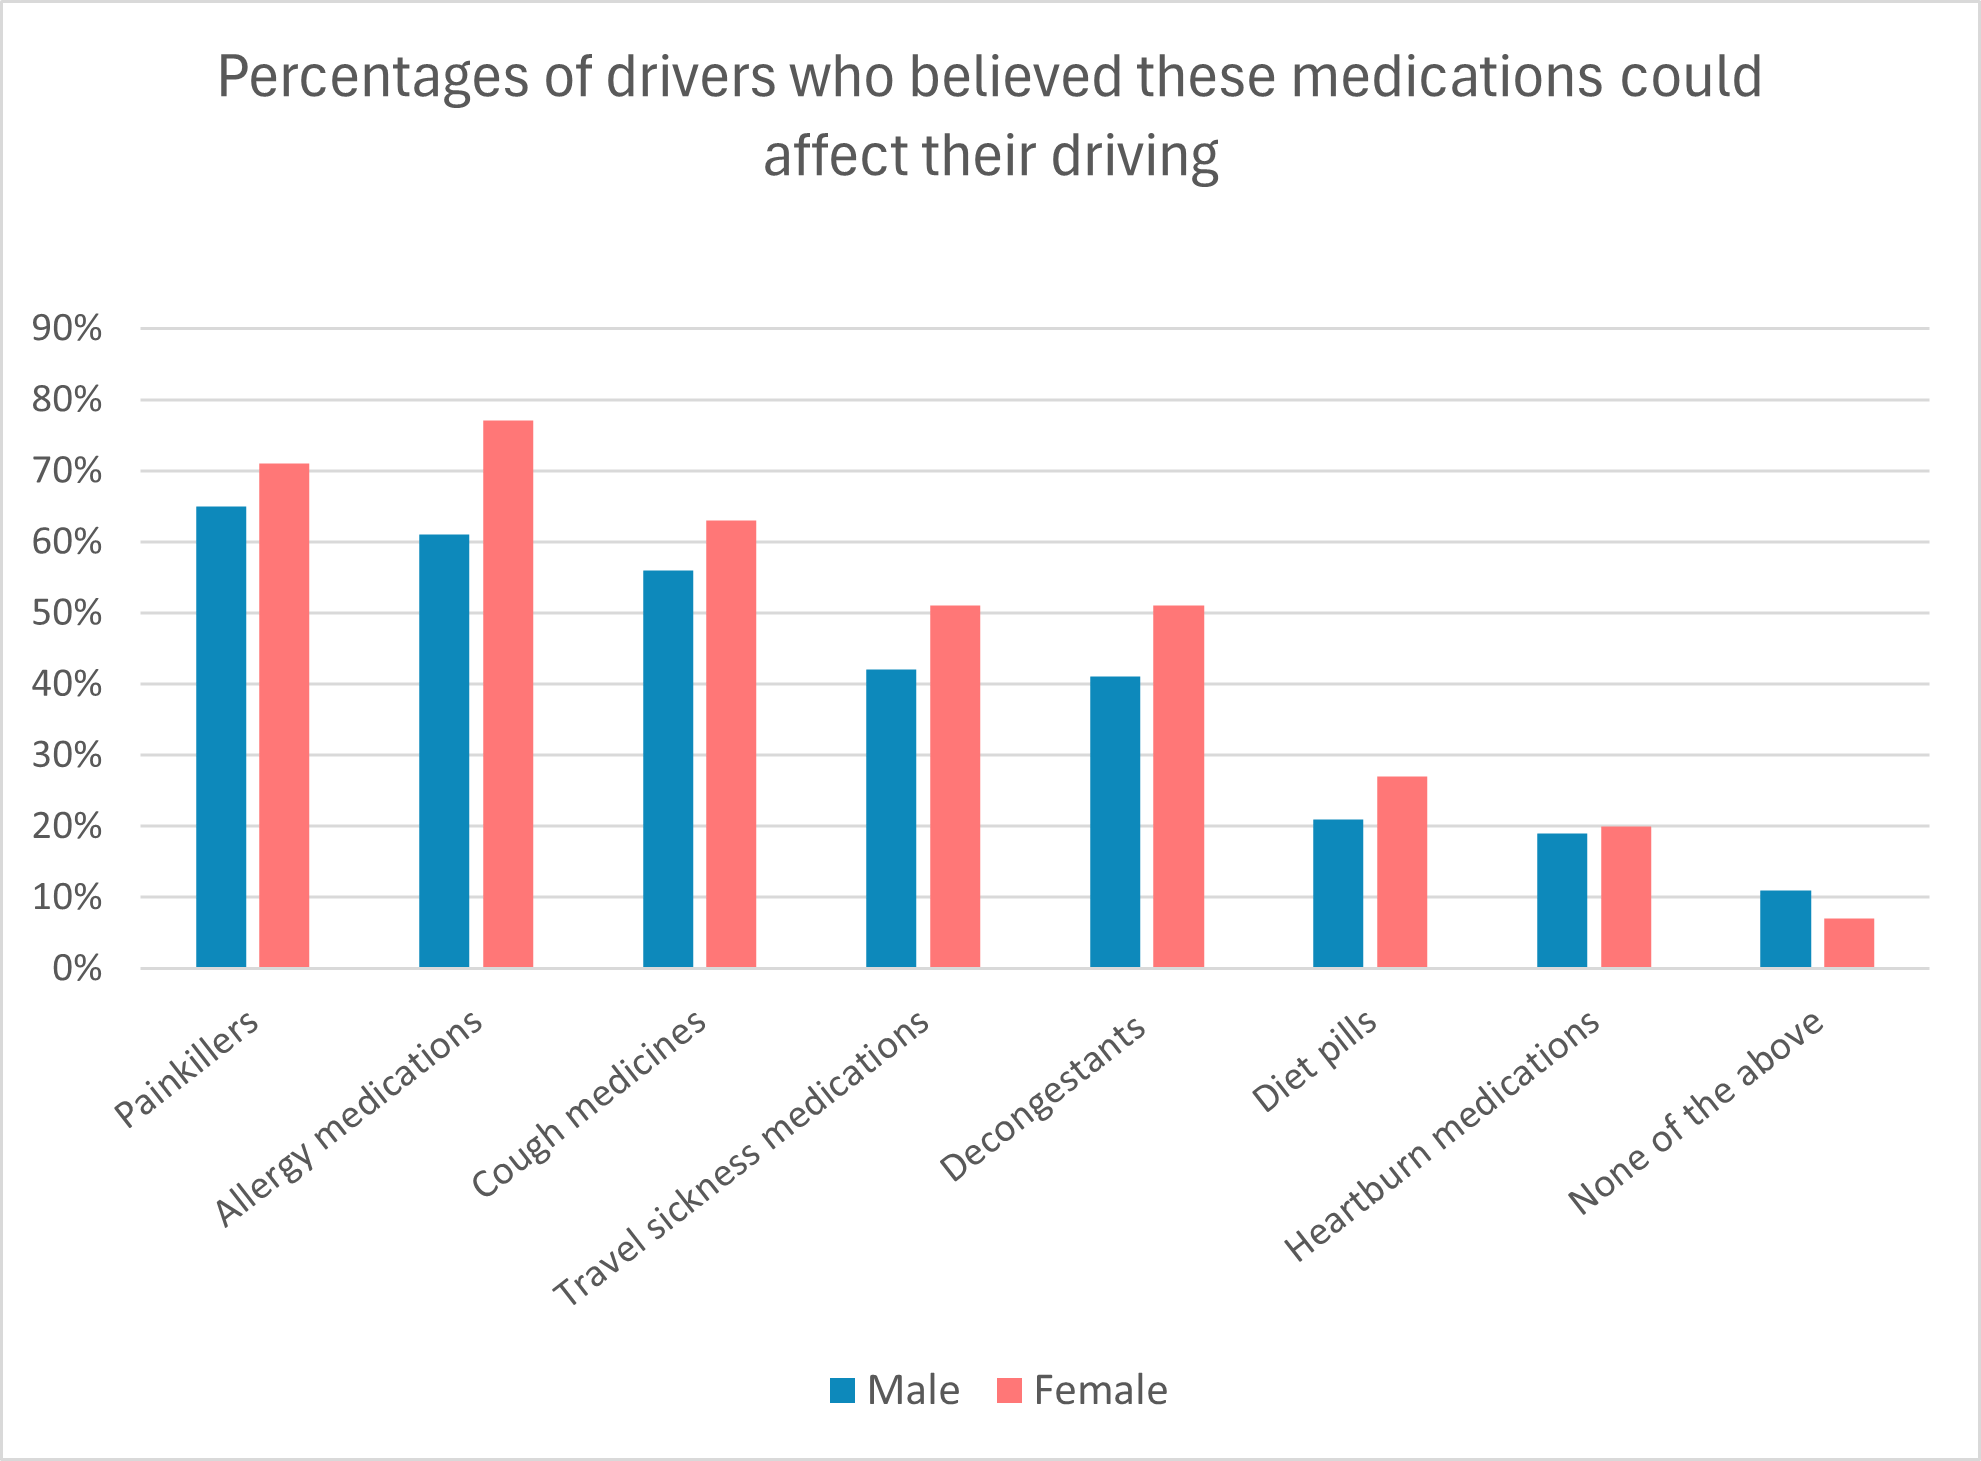 Percentages of drivers who believed these medications could
affect their driving
90%
80%
70%
60%
50%
40%
30%
20%
10%
0%
Painkillers
Allergy medications
Cough medicines
Travel sickness medications
Decongestants
Diet pills
Heartburn medications
None of the above
Male
Female